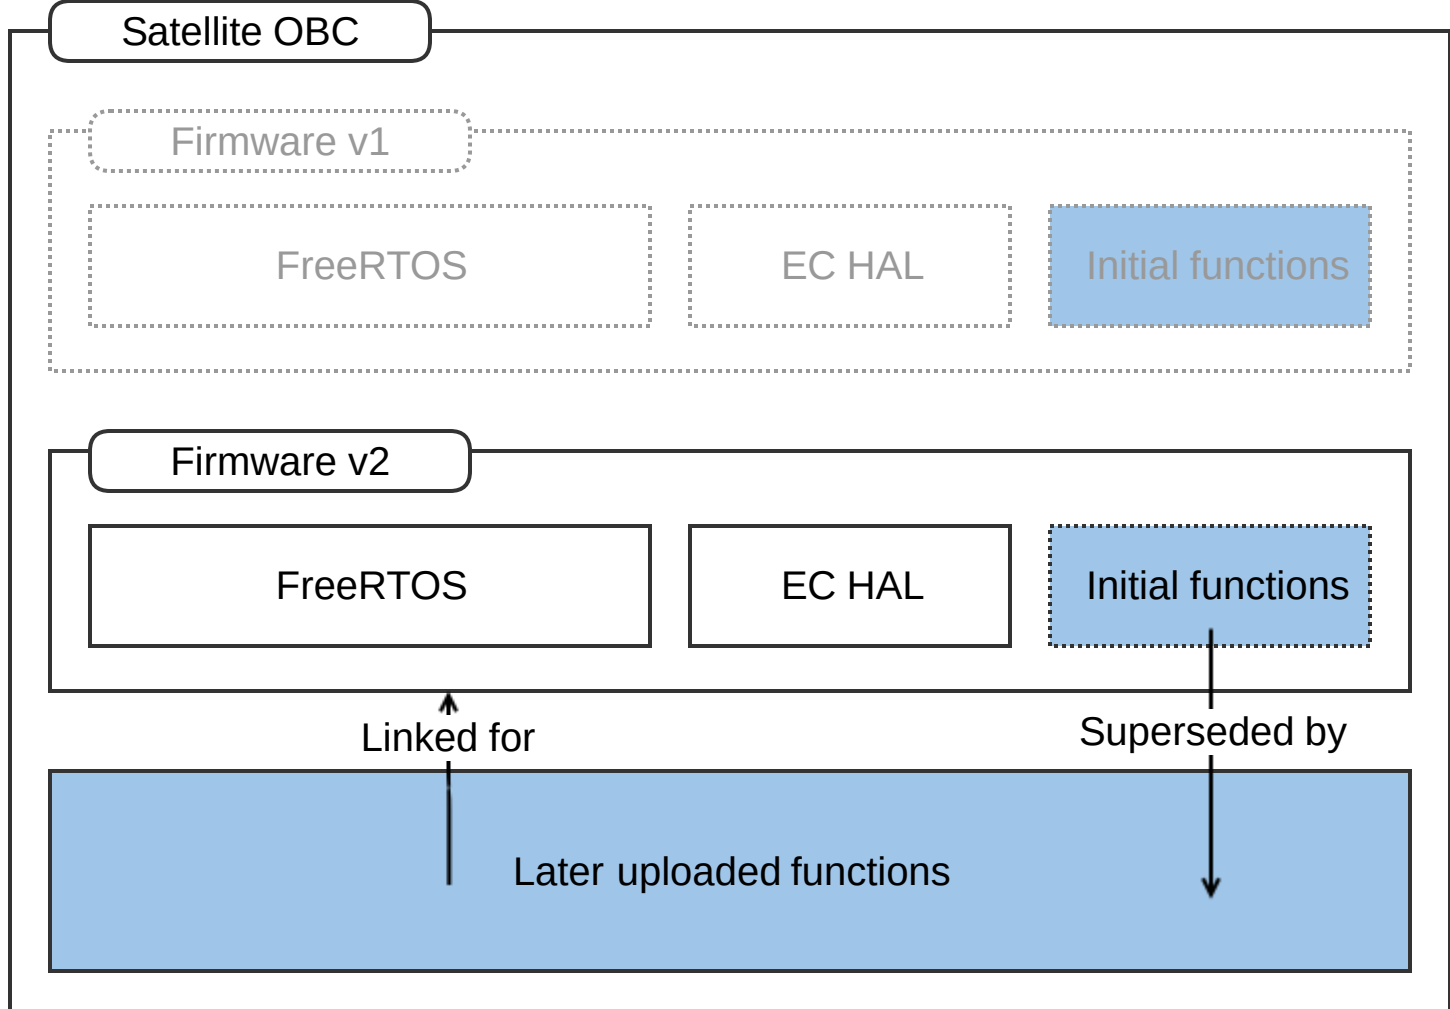 Satellite OBC
Firmware v1
FreeRTOS
EC HAL
Initial functions
Firmware v2
FreeRTOS
EC HAL
Initial functions
Linked for
Superseded by
Later uploaded functions